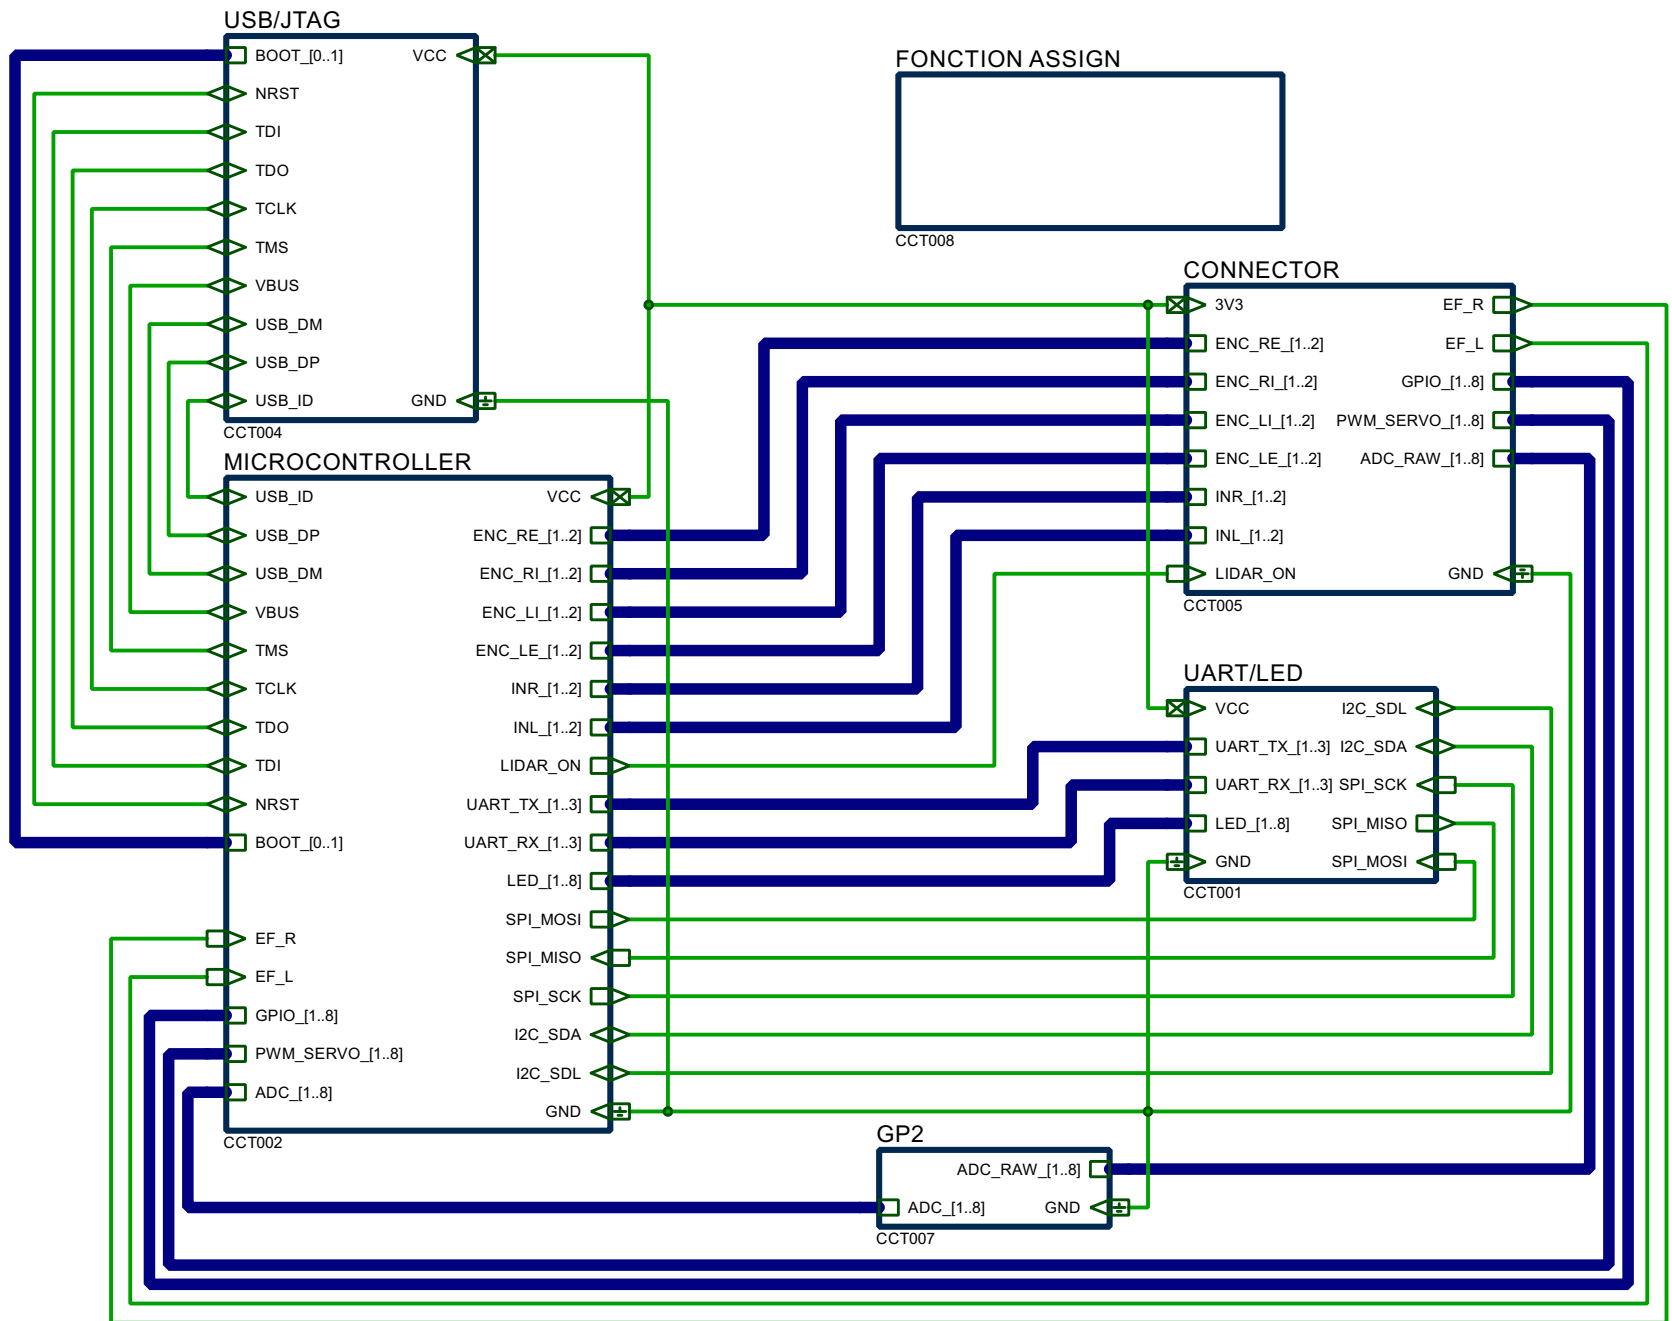 USB/JTAG
BOOT_[0..1]
VCC
NRST
TDI
TDO
TCLK
TMS
VBUS
USB_DM
USB_DP
USB_ID
GND
CCT004
FONCTION ASSIGN
CCT008
CONNECTOR
3V3
EF_R
ENC_RE_[1..2]
EF_L
ENC_RI_[1..2]
GPIO_[1..8]
ENC_LI_[1..2]
PWM_SERVO_[1..8]
ENC_LE_[1..2]
ADC_RAW_[1..8]
INR_[1..2]
INL_[1..2]
LIDAR_ON
GND
CCT005
MICROCONTROLLER
USB_ID
VCC
USB_DP
ENC_RE_[1..2]
USB_DM
ENC_RI_[1..2]
VBUS
ENC_LI_[1..2]
TMS
ENC_LE_[1..2]
TCLK
INR_[1..2]
TDO
INL_[1..2]
TDI
LIDAR_ON
NRST
UART_TX_[1..3]
BOOT_[0..1]
UART_RX_[1..3]
LED_[1..8]
SPI_MOSI
EF_R
SPI_MISO
EF_L
SPI_SCK
GPIO_[1..8]
I2C_SDA
PWM_SERVO_[1..8]
I2C_SDL
ADC_[1..8]
GND
CCT002
UART/LED
VCC
I2C_SDL
UART_TX_[1..3]
I2C_SDA
UART_RX_[1..3]
SPI_SCK
LED_[1..8]
SPI_MISO
GND
SPI_MOSI
CCT001
GP2
ADC_RAW_[1..8]
ADC_[1..8]
GND
CCT007